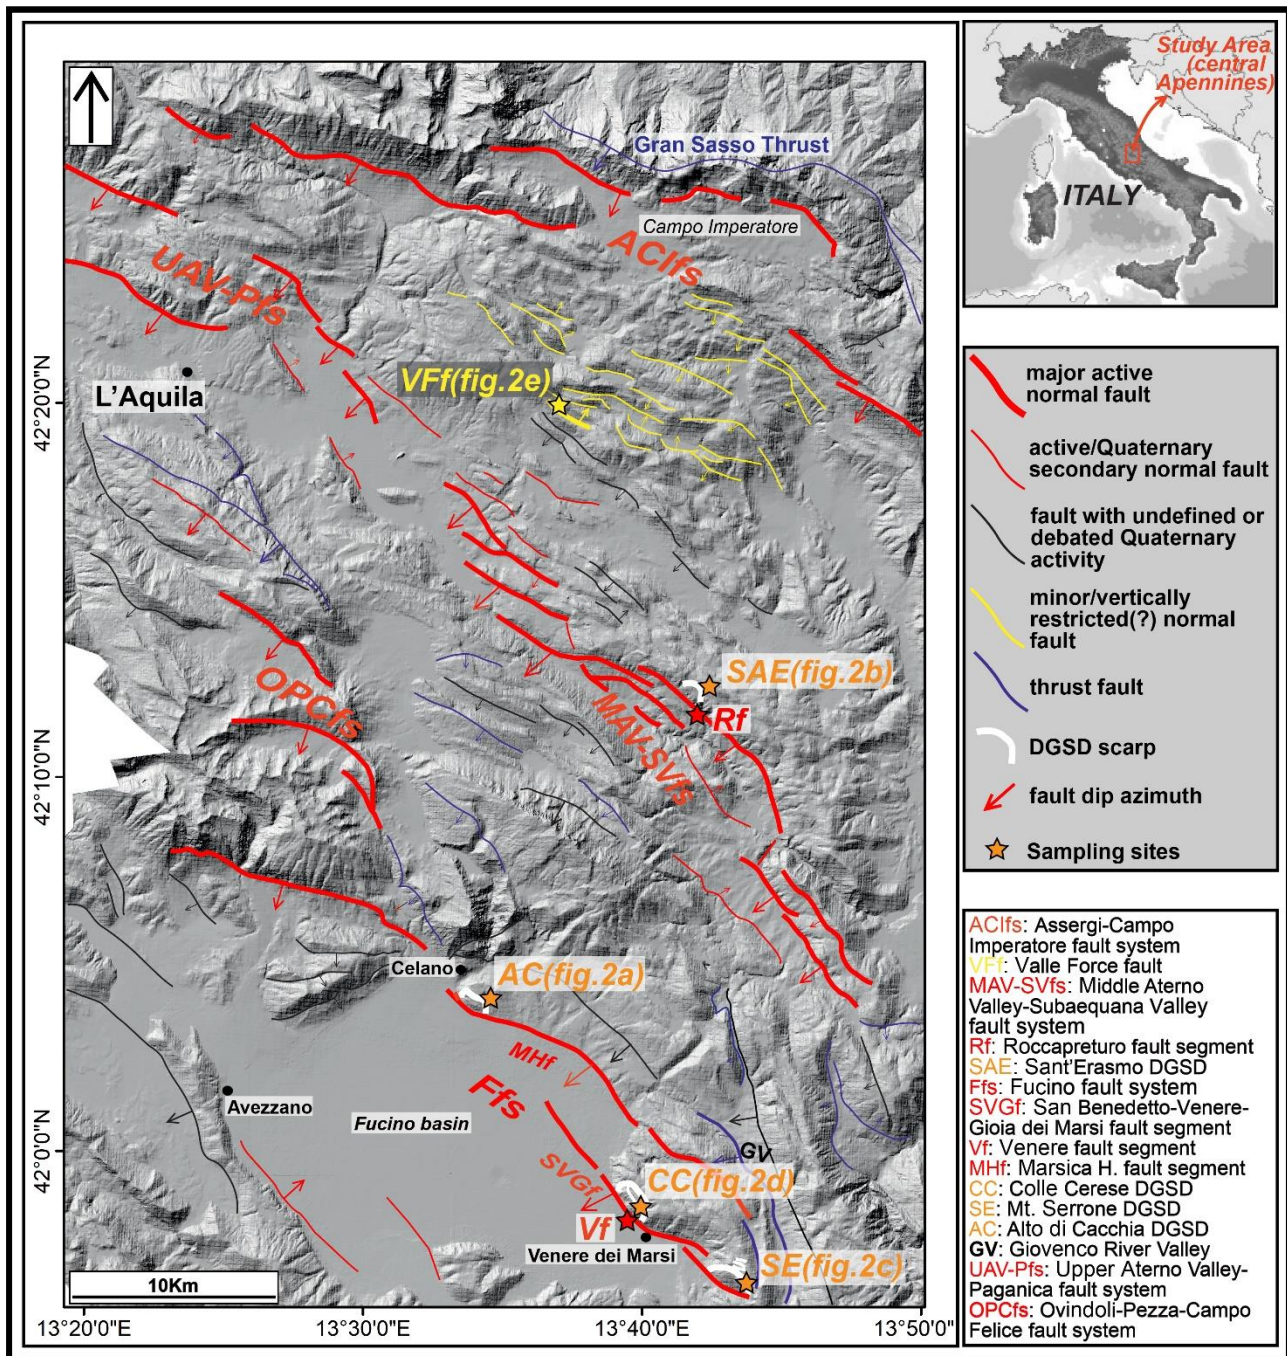 Gran Sasso Thrust
Campo Imperatore
ACIfs
UAV-Pfs
L'Aquila
VFf(fig.2e)
SAE(fig.2b)
Rf
MAV-SVfs
OPCfs
Celano
AC(fig.2a)
MHf
Ffs
Avezzano
Fucino basin
GV
SVGf
CC(fig.2d)
Vf
Venere dei Marsi
SE(fig.2c)
10Km
42°20'0"N
42°10'0"N
42°0'0"N
13°20'0"E
13°30'0"E
13°40'0"E
13°50'0"E
Study Area
(central
Apennines)
ITALY
major active
normal fault
active/Quaternary
secondary normal fault
fault with undefined or
debated Quaternary
activity
minor/vertically
restricted(?) normal
fault
thrust fault
DGSD scarp
fault dip azimuth
Sampling sites
ACIfs: Assergi-Campo
Imperatore fault system
VFf: Valle Force fault
MAV-SVfs: Middle Aterno
Valley-Subaequana Valley
fault system
Rf: Roccapreturo fault segment
SAE: Sant'Erasmo DGSD
Ffs: Fucino fault system
SVGf: San Benedetto-Venere-
Gioia dei Marsi fault segment
Vf: Venere fault segment
MHf: Marsica H. fault segment
CC: Colle Cerese DGSD
SE: Mt. Serrone DGSD
AC: Alto di Cacchia DGSD
GV: Giovenco River Valley
UAV-Pfs: Upper Aterno Valley-
Paganica fault system
OPCfs: Ovindoli-Pezza-Campo
Felice fault system